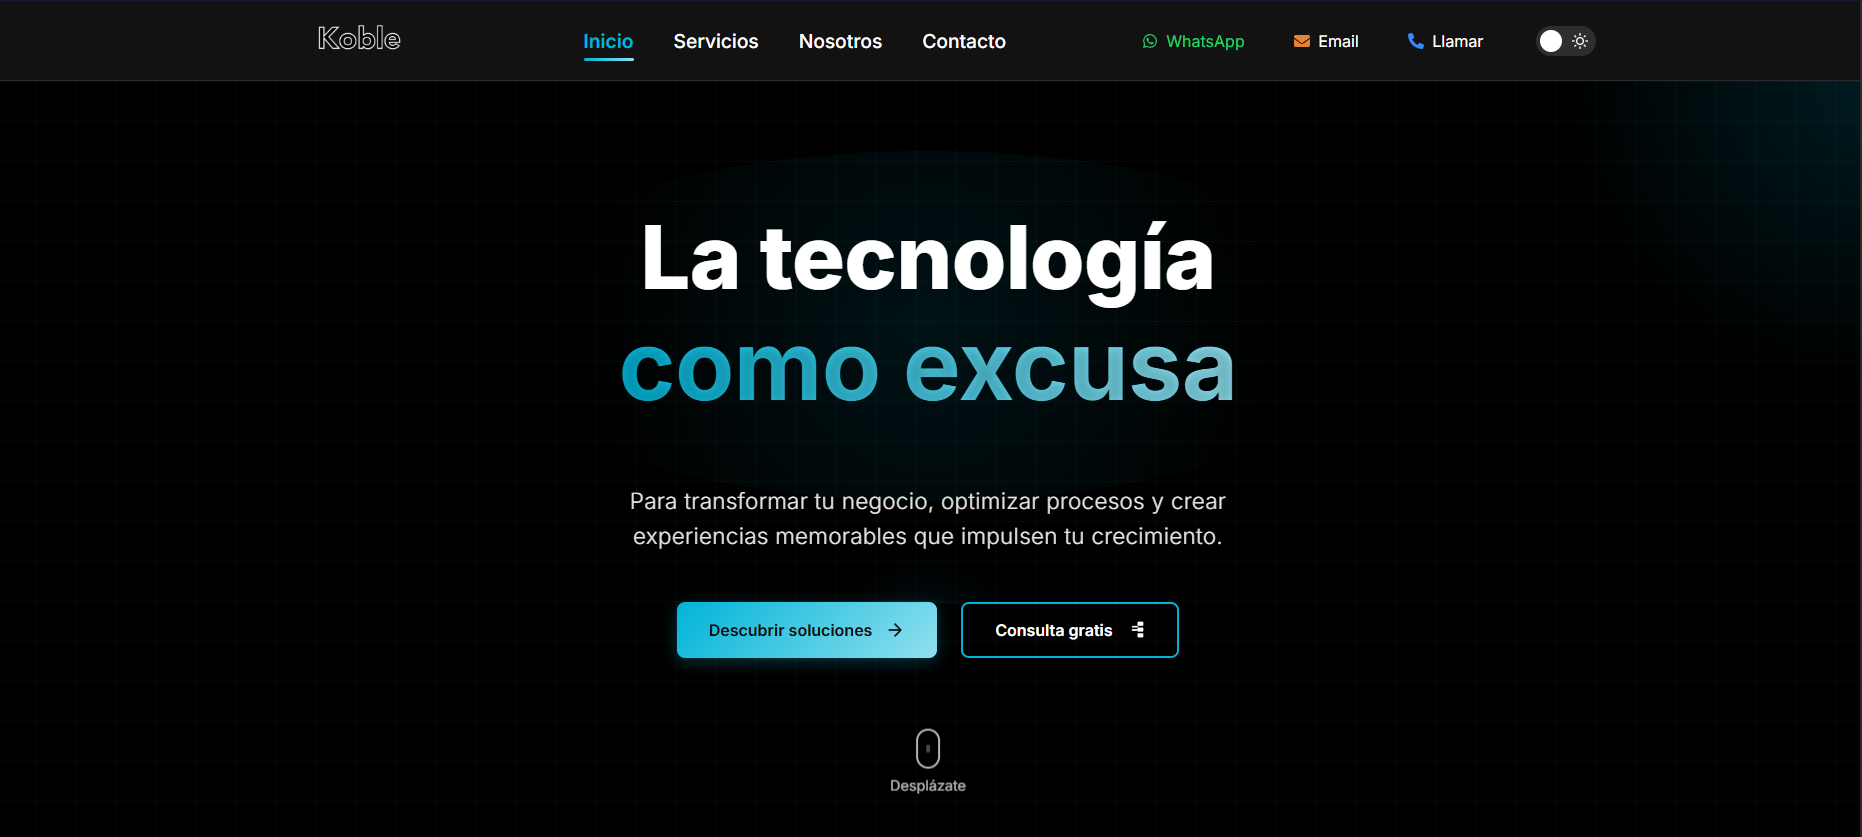 Koble
Inicio
Servicios
Nosotros
Contacto
WhatsApp
Email
Llamar
La tecnología
como excusa
Para transformar tu negocio, optimizar procesos y crear
experiencias memorables que impulsen tu crecimiento.
Descubrir soluciones
Consulta gratis
Desplázate